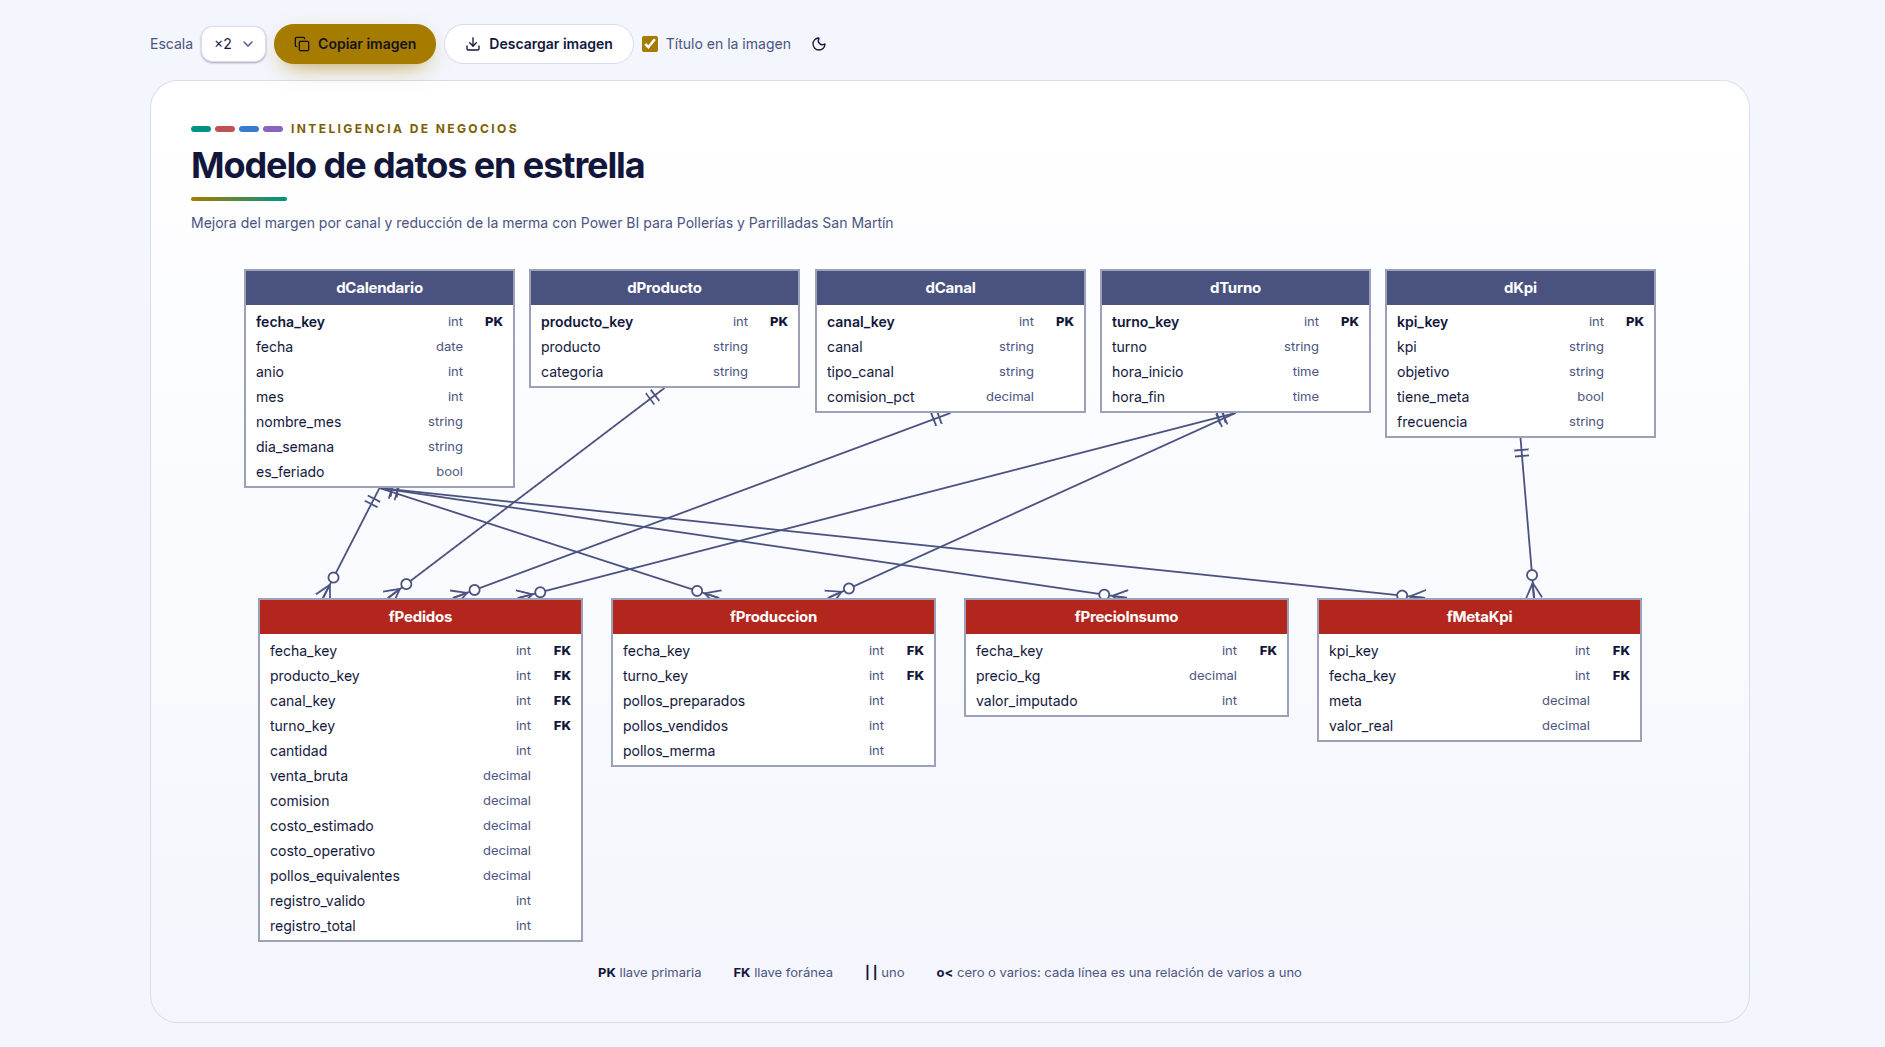 Escala ×2 Copiar imagen Descargar imagen Título en la imagen
INTELIGENCIA DE NEGOCIOS
Modelo de datos en estrella
Mejora del margen por canal y reducción de la merma con Power BI para Pollerías y Parrilladas San Martín
dCalendario
fecha_key int PK
fecha date
anio int
mes int
nombre_mes string
dia_semana string
es_feriado bool
dProducto
producto_key int PK
producto string
categoria string
dCanal
canal_key int PK
canal string
tipo_canal string
comision_pct decimal
dTurno
turno_key int PK
turno string
hora_inicio time
hora_fin time
dKpi
kpi_key int PK
kpi string
objetivo string
tiene_meta bool
frecuencia string
fPedidos
fecha_key int FK
producto_key int FK
canal_key int FK
turno_key int FK
cantidad int
venta_bruta decimal
comision decimal
costo_estimado decimal
costo_operativo decimal
pollos_equivalentes decimal
registro_valido int
registro_total int
fProduccion
fecha_key int FK
turno_key int FK
pollos_preparados int
pollos_vendidos int
pollos_merma int
fPrecioInsumo
fecha_key int FK
precio_kg decimal
valor_imputado int
fMetaKpi
kpi_key int FK
fecha_key int FK
meta decimal
valor_real decimal
PK llave primaria FK llave foránea || uno o< cero o varios: cada línea es una relación de varios a uno